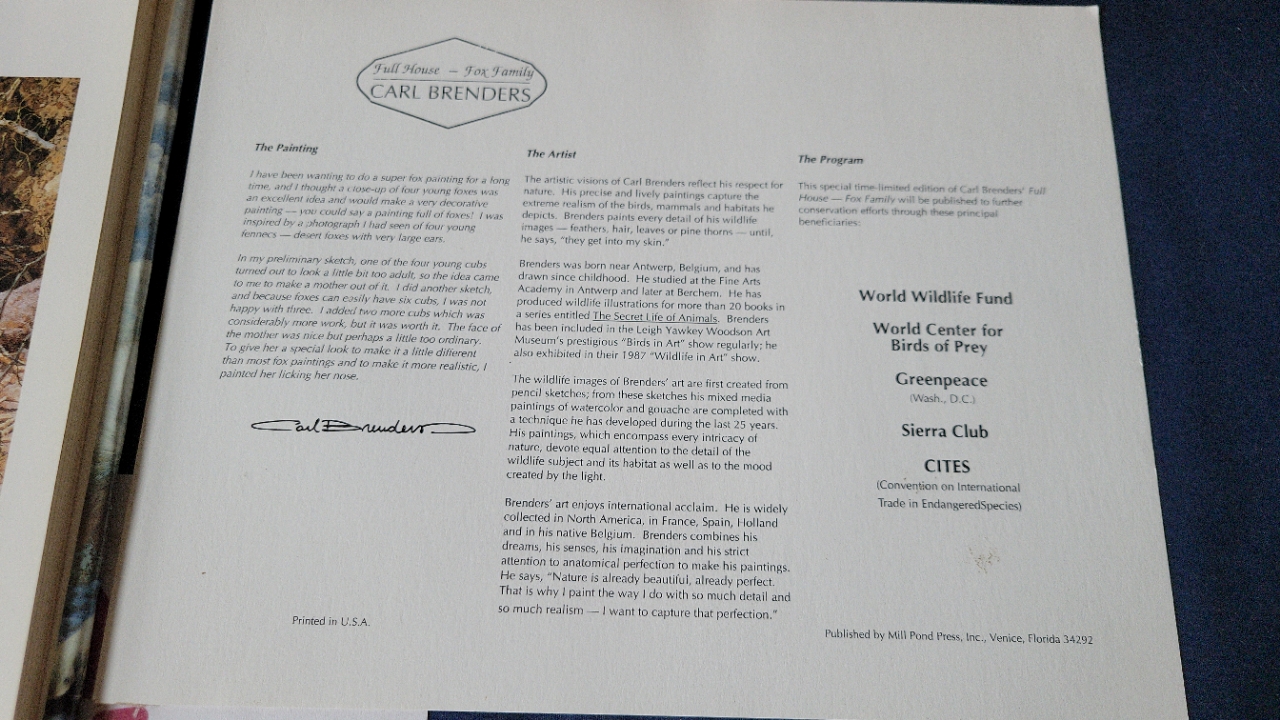 Full House — Fox Family
CARL BRENDERS
The Painting
I have been wanting to do a super fox painting for a long
time, and I thought a close-up of four young foxes was
an excellent idea and would make a very decorative
painting — you could say a painting full of foxes! I was
inspired by a photograph I had seen of four young
fennecs — desert foxes with very large ears.
In my preliminary sketch, one of the four young cubs
turned out to look a little bit too adult, so the idea came
to me to make a mother out of it. I did another sketch,
and because foxes can easily have six cubs, I was not
happy with three. I added two more cubs which was
considerably more work, but it was worth it. The face of
the mother was nice but perhaps a little too ordinary.
To give her a special look to make it a little different
than most fox paintings and to make it more realistic, I
painted her licking her nose.
Carl Brenders
Printed in U.S.A.
The Artist
The artistic visions of Carl Brenders reflect his respect for
nature. His precise and lively paintings capture the
extreme realism of the birds, mammals and habitats he
depicts. Brenders paints every detail of his wildlife
images — feathers, hair, leaves or pine thorns — until,
he says, "they get into my skin."
Brenders was born near Antwerp, Belgium, and has
drawn since childhood. He studied at the Fine Arts
Academy in Antwerp and later at Berchem. He has
produced wildlife illustrations for more than 20 books in
a series entitled The Secret Life of Animals. Brenders
has been included in the Leigh Yawkey Woodson Art
Museum's prestigious "Birds in Art" show regularly; he
also exhibited in their 1987 "Wildlife in Art" show.
The wildlife images of Brenders' art are first created from
pencil sketches; from these sketches his mixed media
paintings of watercolor and gouache are completed with
a technique he has developed during the last 25 years.
His paintings, which encompass every intricacy of
nature, devote equal attention to the detail of the
wildlife subject and its habitat as well as to the mood
created by the light.
Brenders' art enjoys international acclaim. He is widely
collected in North America, in France, Spain, Holland
and in his native Belgium. Brenders combines his
dreams, his senses, his imagination and his strict
attention to anatomical perfection to make his paintings.
He says, "Nature is already beautiful, already perfect.
That is why I paint the way I do with so much detail and
so much realism — I want to capture that perfection."
The Program
This special time-limited edition of Carl Brenders' Full
House — Fox Family will be published to further
conservation efforts through these principal
beneficiaries:
World Wildlife Fund
World Center for
Birds of Prey
Greenpeace
(Wash., D.C.)
Sierra Club
CITES
(Convention on International
Trade in EndangeredSpecies)
Published by Mill Pond Press, Inc., Venice, Florida 34292